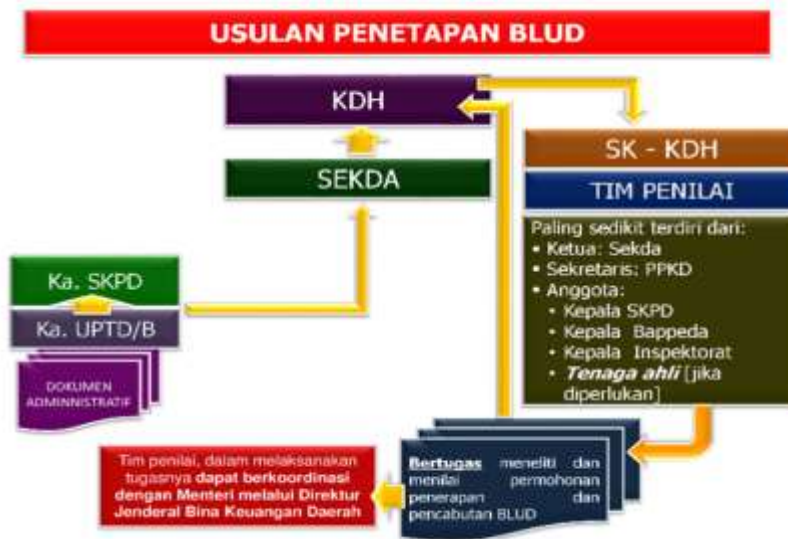 USULAN PENETAPAN BLUD
KDH
SEKDA
SK - KDH
TIM PENILAI
Paling sedikit terdiri dari:
• Ketua: Sekda
• Sekretaris: PPKD
• Anggota:
• Kepala SKPD
• Kepala Bappeda
• Kepala Inspektorat
• Tenaga ahli [jika
diperlukan]
Ka. SKPD
Ka. UPTD/B
DOKUMEN
ADMINNISTRATIF
Bertugas meneliti dan
menilai permohonan
penerapan dan
pencabutan BLUD
Tim penilai, dalam melaksanakan
tugasnya dapat berkoordinasi
dengan Menteri melalui Direktur
Jenderal Bina Keuangan Daerah